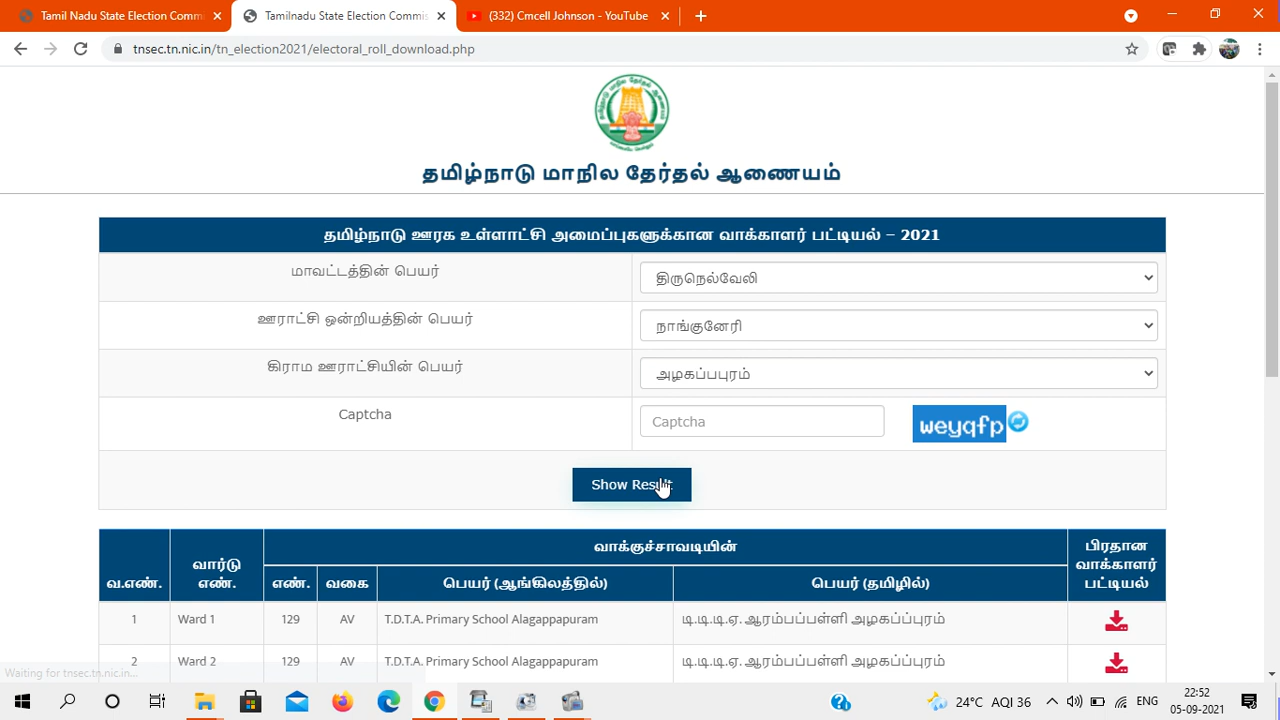 Tamil Nadu State Election Commi
Tamilnadu State Election Commis
(332) Cmcell Johnson - YouTube
tnsec.tn.nic.in/tn_election2021/electoral_roll_download.php
தமிழ்நாடு மாநில தேர்தல் ஆணையம்
தமிழ்நாடு ஊரக உள்ளாட்சி அமைப்புகளுக்கான வாக்காளர் பட்டியல் – 2021
மாவட்டத்தின் பெயர் திருநெல்வேலி
ஊராட்சி ஒன்றியத்தின் பெயர் நாங்குனேரி
கிராம ஊராட்சியின் பெயர் அழகப்பபுரம்
Captcha Captcha weyqfp
Show Result
வ.எண். வார்டு எண். வாக்குச்சாவடியின் பிரதான வாக்காளர் பட்டியல்
எண். வகை பெயர் (ஆங்கிலத்தில்) பெயர் (தமிழில்)
1 Ward 1 129 AV T.D.T.A. Primary School Alagappapuram டி.டி.டி.ஏ. ஆரம்பப்பள்ளி அழகப்ப்புரம்
2 Ward 2 129 AV T.D.T.A. Primary School Alagappapuram டி.டி.டி.ஏ. ஆரம்பப்பள்ளி அழகப்ப்புரம்
Waiting for tnsec.tn.nic.in...
24°C AQI 36 ENG 22:52
05-09-2021